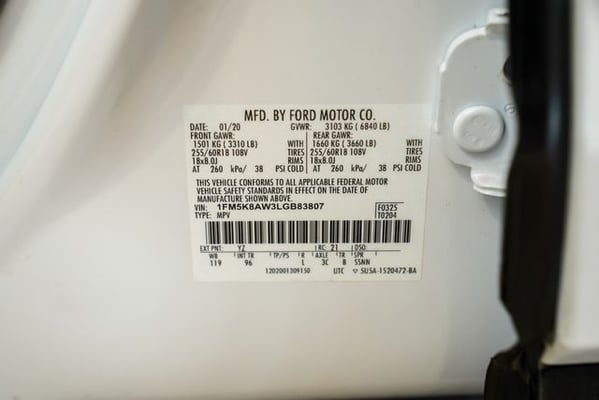 MFD. BY FORD MOTOR CO.
DATE: 01/20 GVWR: 3103 KG (6840 LB)
FRONT GAWR: REAR GAWR:
1501 KG (3310 LB) WITH 1660 KG (3660 LB) WITH
255/60R18 108V TIRES 255/60R18 108V TIRES
18x8.0J RIMS 18x8.0J RIMS
AT 260 kPa/ 38 PSI COLD AT 260 kPa/ 38 PSI COLD
THIS VEHICLE CONFORMS TO ALL APPLICABLE FEDERAL MOTOR
VEHICLE SAFETY STANDARDS IN EFFECT ON THE DATE OF
MANUFACTURE SHOWN ABOVE.
VIN: 1FM5K8AW3LGB83807 F0325
TYPE: MPV T0204
EXT PNT: YZ RC: 21 DSO:
WB INT TR TP/PS R AXLE TR SPR
119 96 L 3C 8 SSNN
1202001309150 UTC ▽ SU5A-1520472-BA